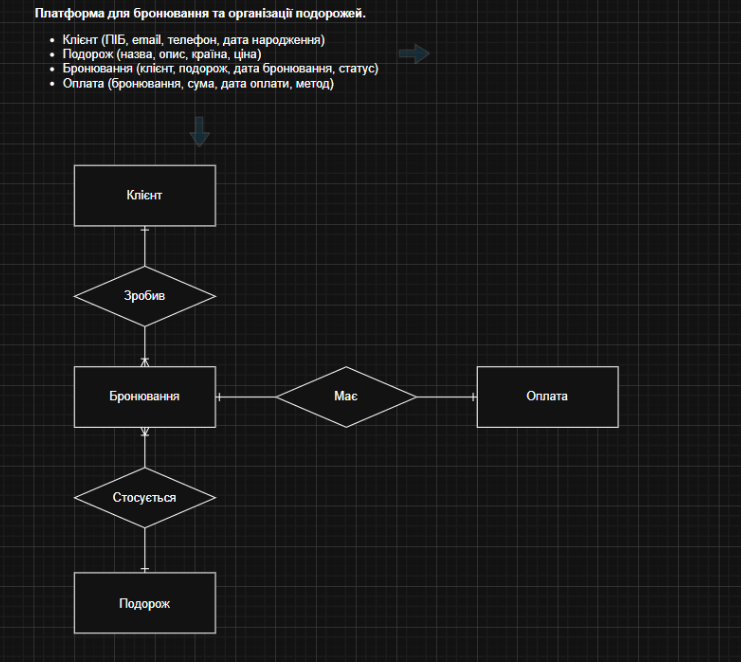 Платформа для бронювання та організації подорожей.
• Клієнт (ПІБ, email, телефон, дата народження)
• Подорож (назва, опис, країна, ціна)
• Бронювання (клієнт, подорож, дата бронювання, статус)
• Оплата (бронювання, сума, дата оплати, метод)
Клієнт
Зробив
Бронювання
Має
Оплата
Стосується
Подорож